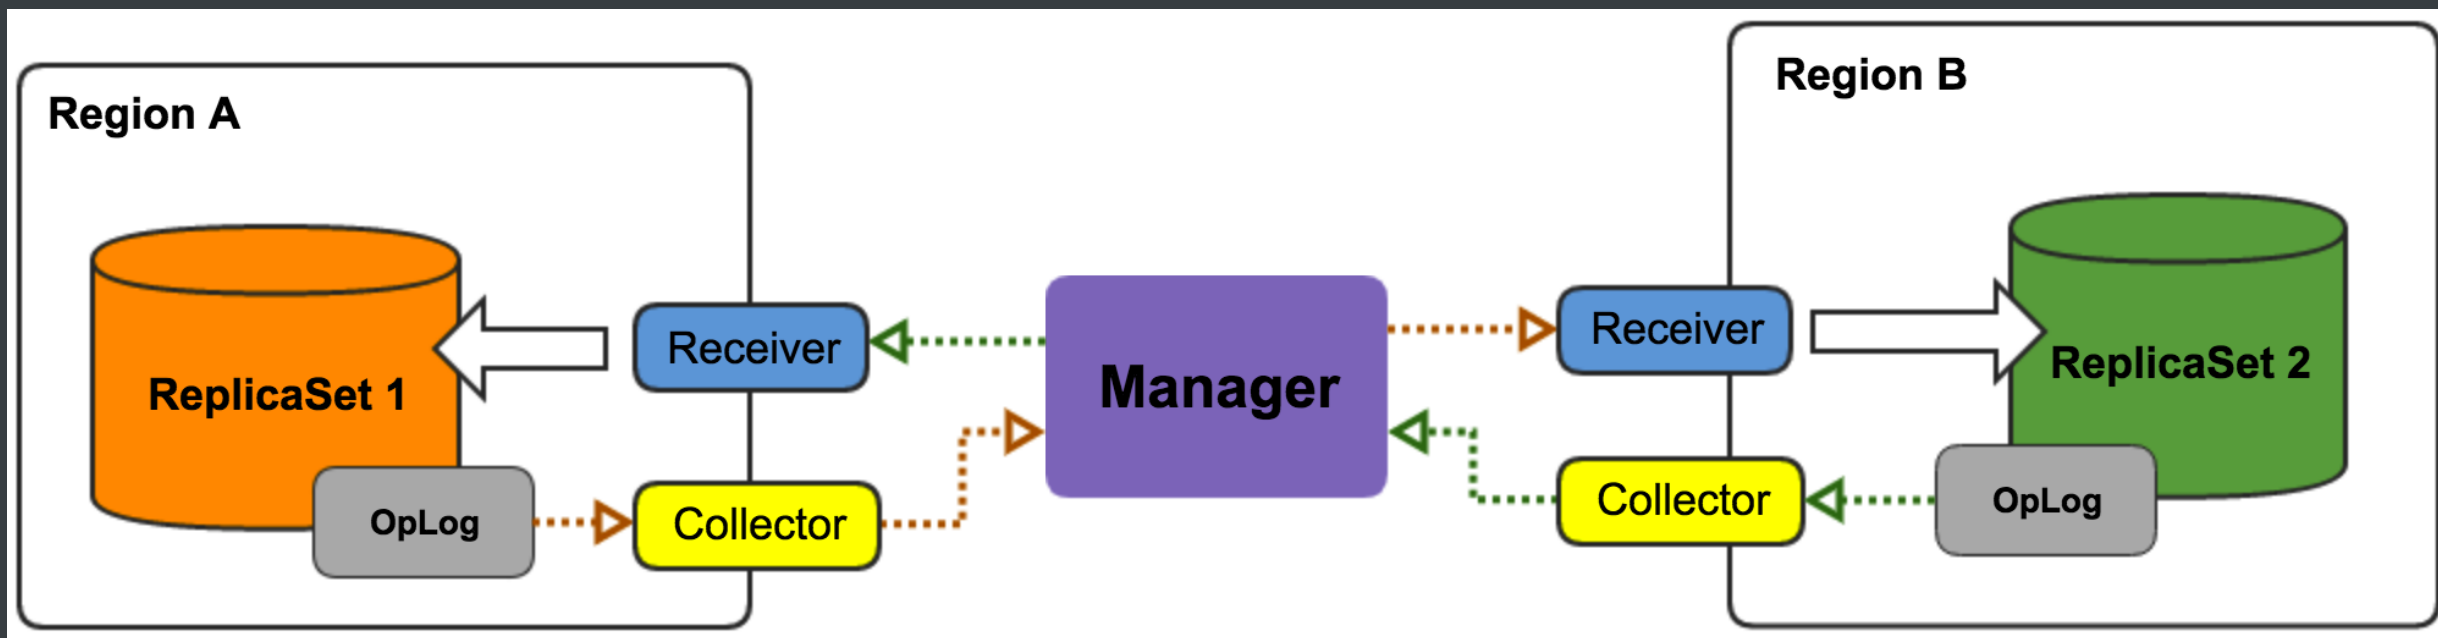 Region A
ReplicaSet 1
OpLog
Receiver
Collector
Manager
Region B
Receiver
Collector
ReplicaSet 2
OpLog